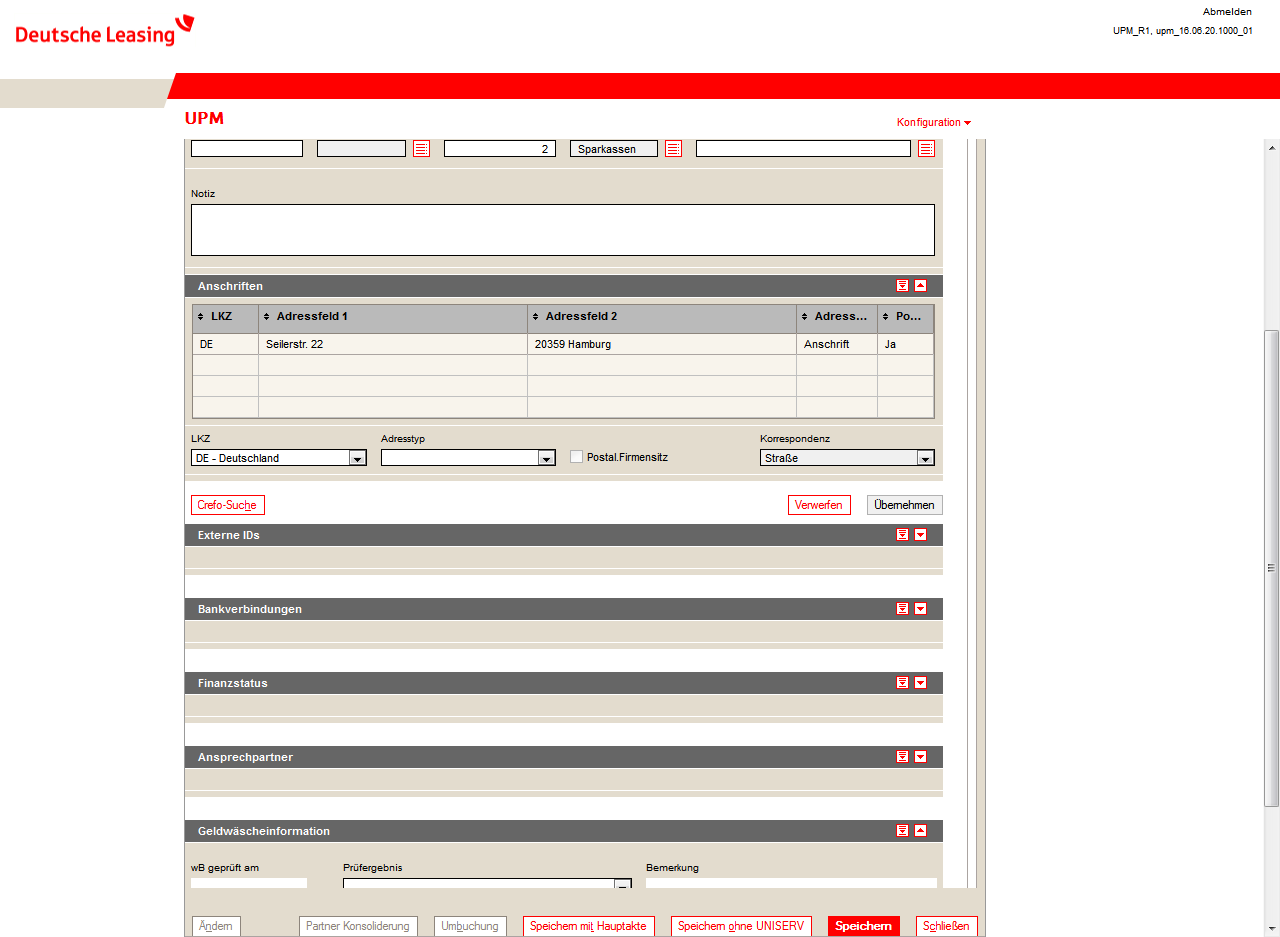 Deutsche Leasing
Abmelden
UPM_R1, upm_16.06.20.1000_01
UPM
Konfiguration
2 Sparkassen
Notiz
Anschriften
LKZ Adressfeld 1 Adressfeld 2 Adress... Po...
DE Seilerstr. 22 20359 Hamburg Anschrift Ja
LKZ Adresstyp Korrespondenz
DE - Deutschland Postal.Firmensitz Straße
Crefo-Suche Verwerfen Übernehmen
Externe IDs
Bankverbindungen
Finanzstatus
Ansprechpartner
Geldwäscheinformation
wB geprüft am Prüfergebnis Bemerkung
Ändern Partner Konsolidierung Umbuchung Speichern mit Hauptakte Speichern ohne UNISERV Speichern Schließen